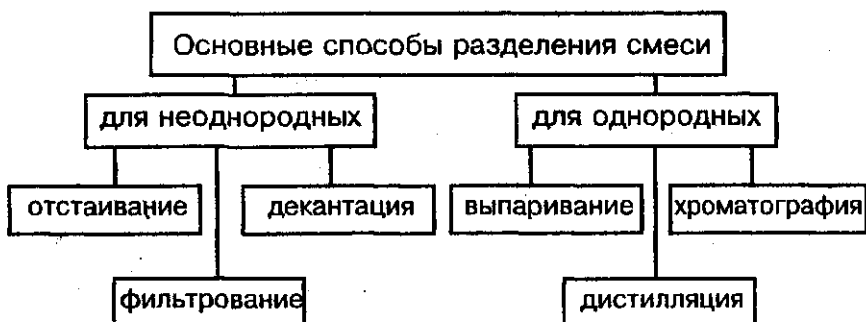 Основные способы разделения смеси
для неоднородных
для однородных
отстаивание
декантация
выпаривание
хроматография
фильтрование
дистилляция